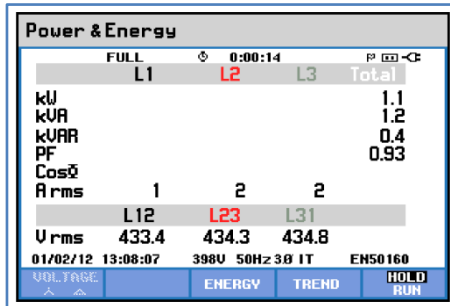 Power & Energy
FULL 0:00:14
L1 L2 L3 Total
kW 1.1
kVA 1.2
kVAR 0.4
PF 0.93
CosΦ
A rms 1 2 2
L12 L23 L31
V rms 433.4 434.3 434.8
01/02/12 13:08:07 398V 50Hz 3Ø IT EN50160
VOLTAGE ENERGY TREND HOLD
RUN